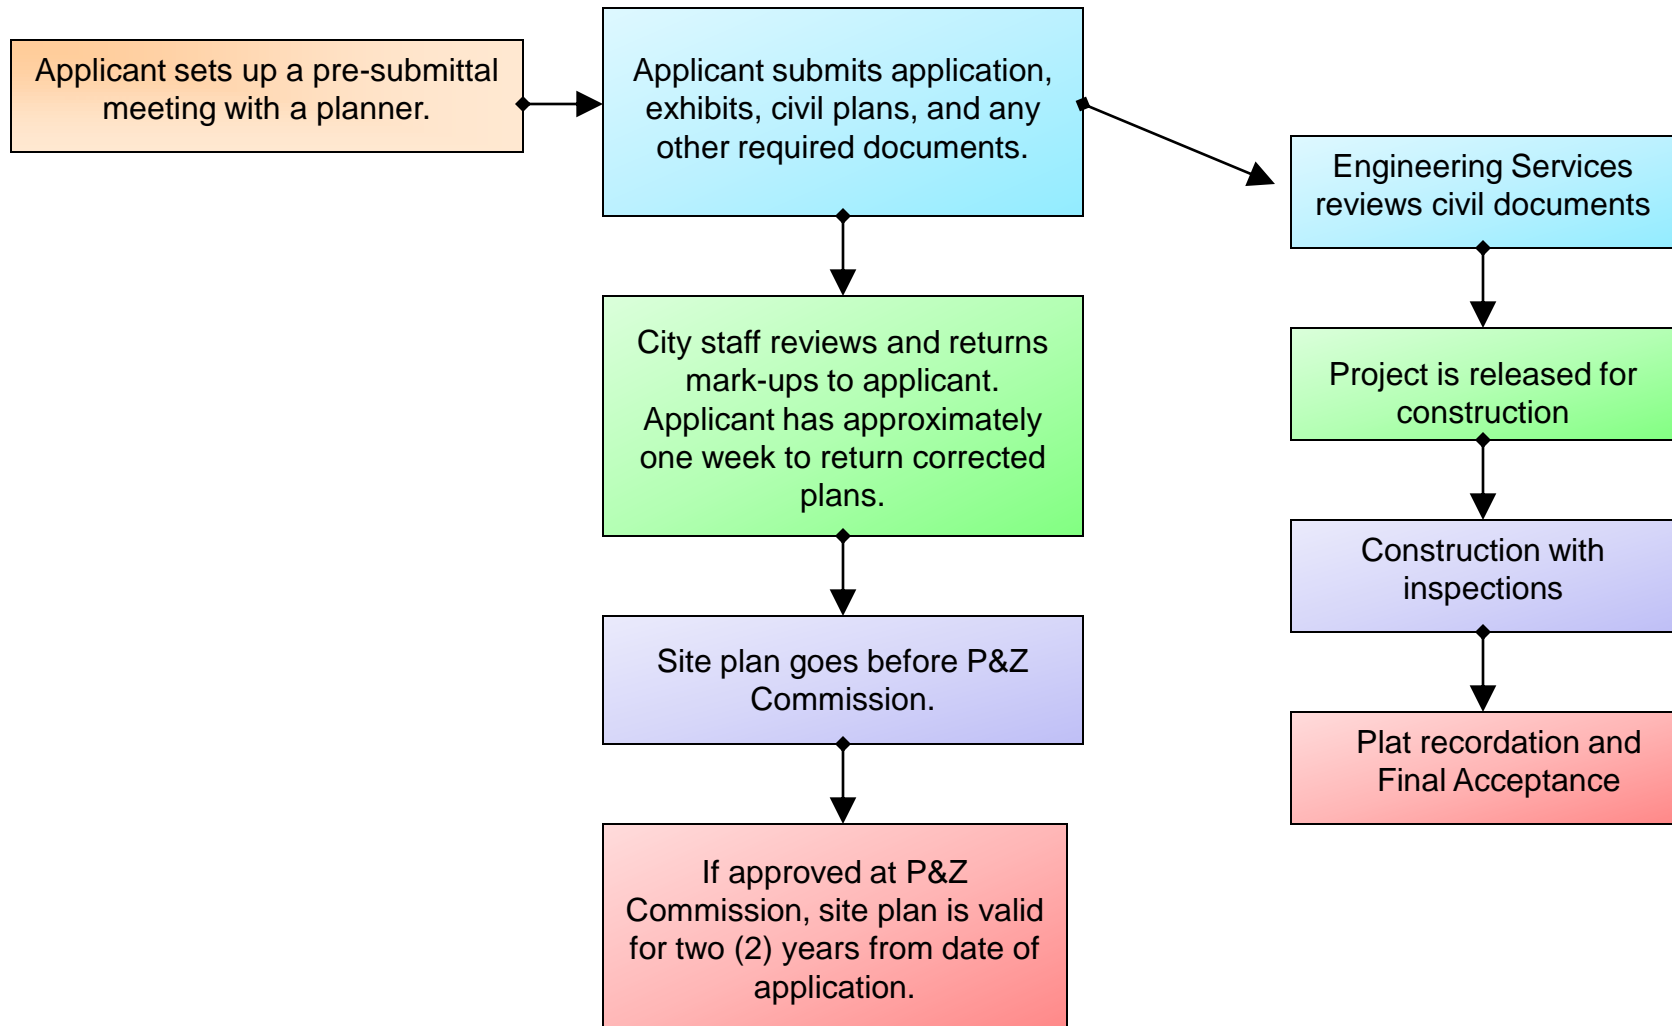 Applicant sets up a pre-submittal
meeting with a planner.
Applicant submits application,
exhibits, civil plans, and any
other required documents.
City staff reviews and returns
mark-ups to applicant.
Applicant has approximately
one week to return corrected
plans.
Site plan goes before P&Z
Commission.
If approved at P&Z
Commission, site plan is valid
for two (2) years from date of
application.
Engineering Services
reviews civil documents
Project is released for
construction
Construction with
inspections
Plat recordation and
Final Acceptance